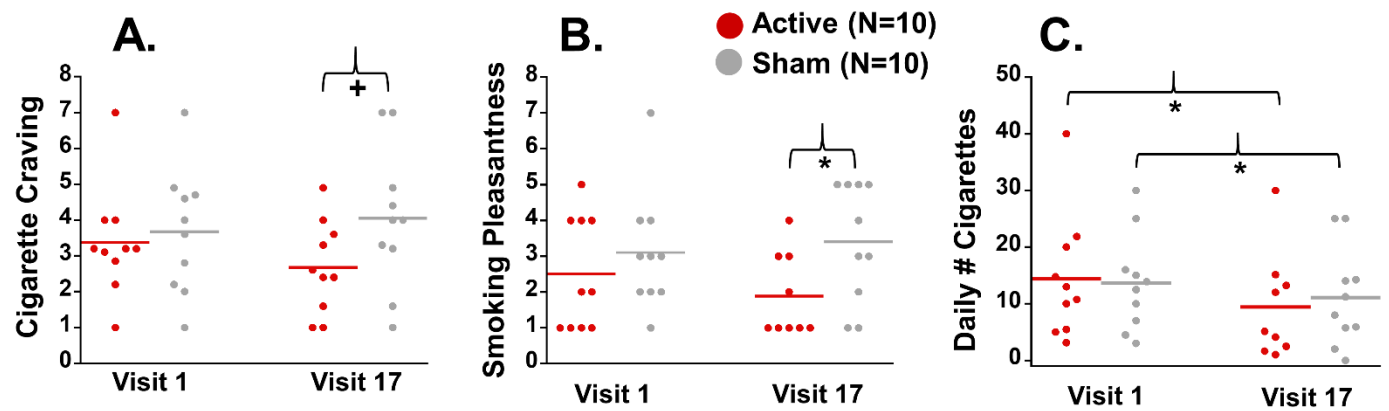 A.
Cigarette Craving
8
7
6
5
4
3
2
1
0
+
Visit 1
Visit 17
B.
Active (N=10)
Sham (N=10)
Smoking Pleasantness
8
7
6
5
4
3
2
1
0
*
Visit 1
Visit 17
C.
Daily # Cigarettes
50
40
30
20
10
0
*
*
Visit 1
Visit 17